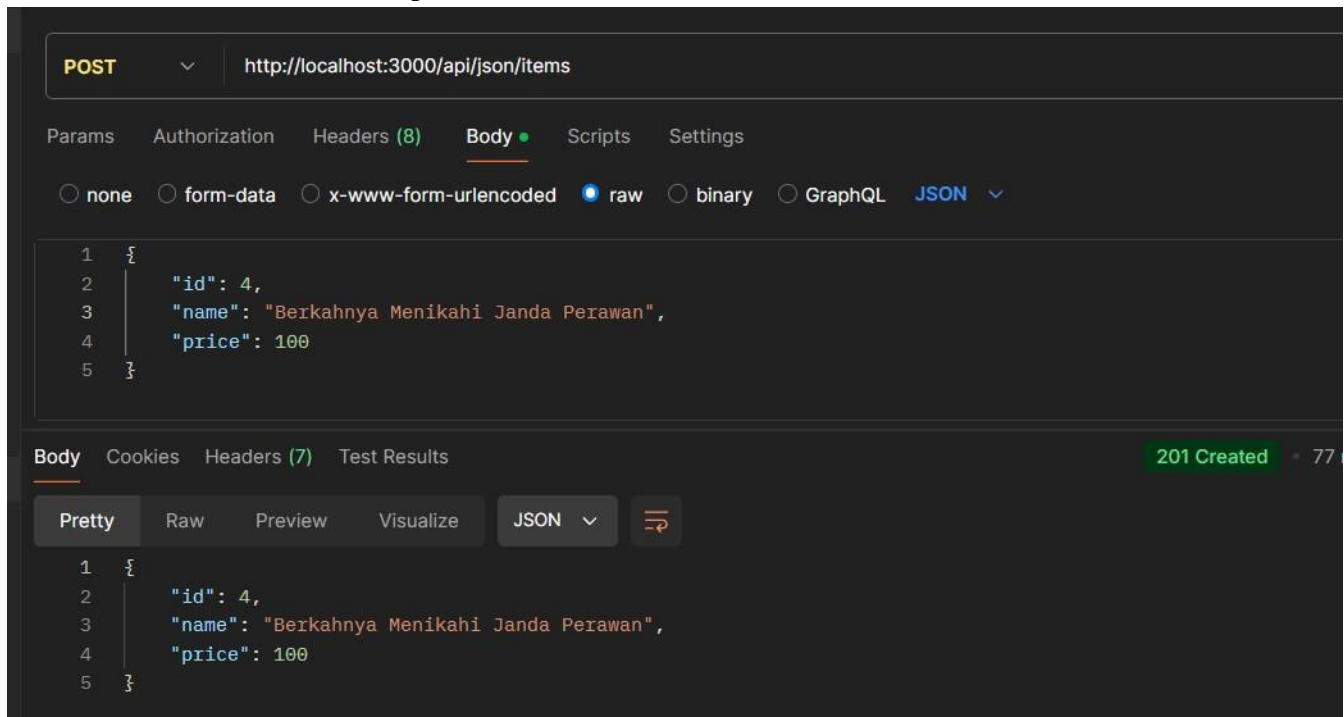 POST http://localhost:3000/api/json/items
Params Authorization Headers (8) Body Scripts Settings
none form-data x-www-form-urlencoded raw binary GraphQL JSON
1 {
2 "id": 4,
3 "name": "Berkahnya Menikahi Janda Perawan",
4 "price": 100
5 }
Body Cookies Headers (7) Test Results 201 Created • 77
Pretty Raw Preview Visualize JSON
1 {
2 "id": 4,
3 "name": "Berkahnya Menikahi Janda Perawan",
4 "price": 100
5 }